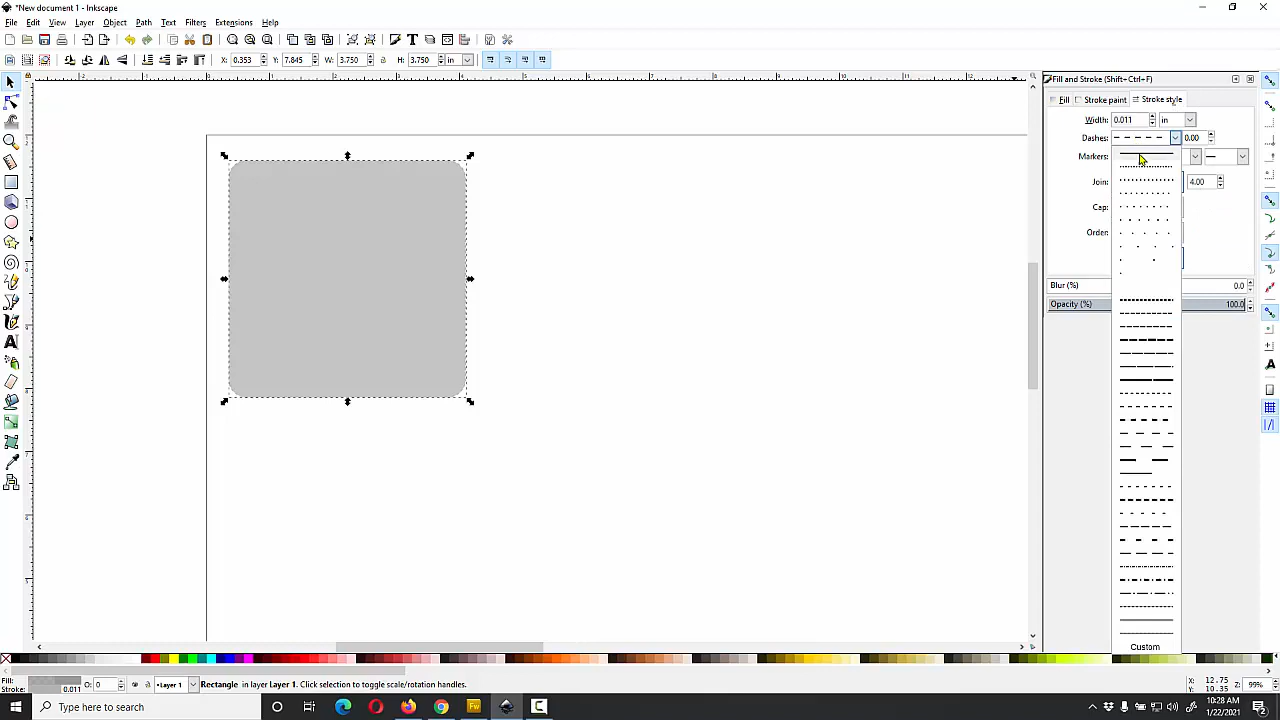 *New document 1 - Inkscape
File Edit View Layer Object Path Text Filters Extensions Help
X: 0.353 Y: 7.845 W: 3.750 H: 3.750 in
Fill and Stroke (Shift+Ctrl+F)
Fill Stroke paint Stroke style
Width: 0.011 in
Dashes: 0.00
Markers:
Join: 4.00
Cap:
Order:
Blur (%) 0.0
Opacity (%) 100.0
Custom
Fill:
Stroke: 0.011 O: 0 Layer 1 Rectangle in layer Layer 1. Click selection to toggle scale/rotation handles.
X: 12.75
Y: 10.35
Z: 99%
Type here to search
Fw
10:28 AM
1/22/2021